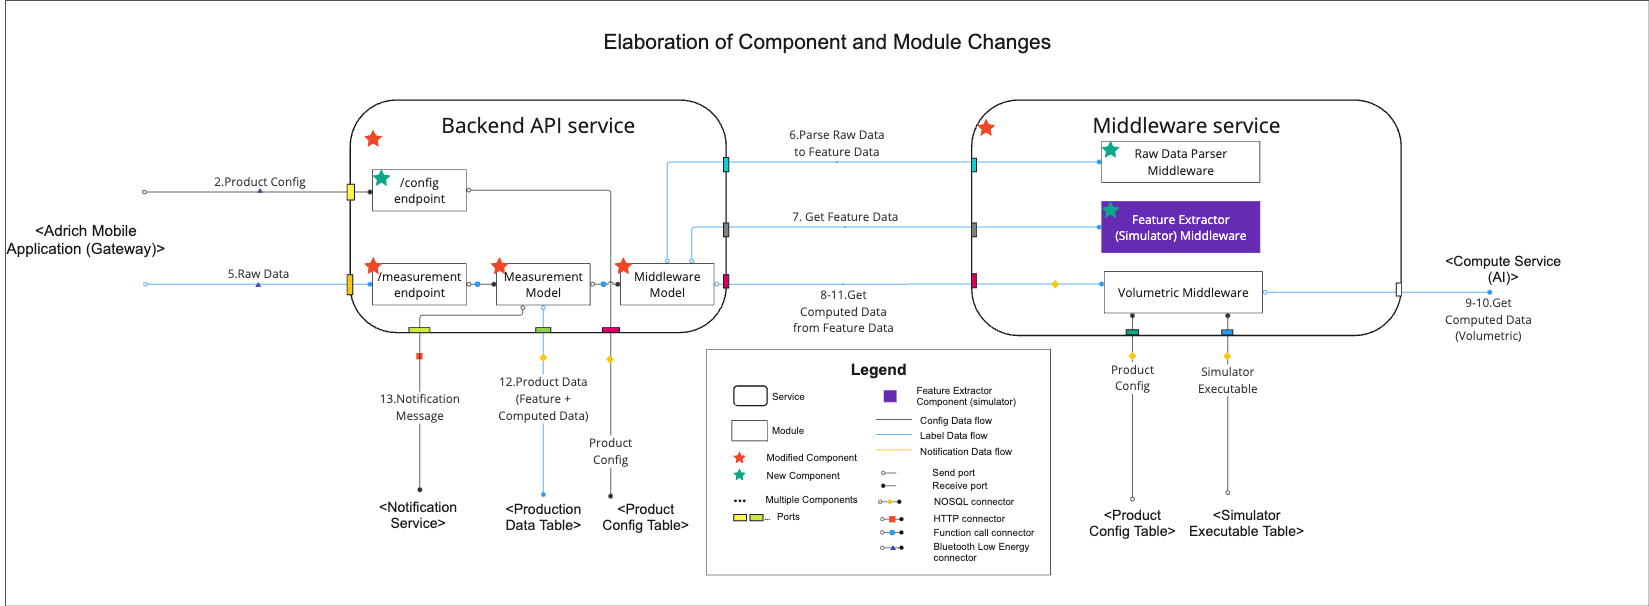 Elaboration of Component and Module Changes
Backend API service
Middleware service
6.Parse Raw Data
to Feature Data
Raw Data Parser
Middleware
2.Product Config
/config
endpoint
7. Get Feature Data
Feature Extractor
(Simulator) Middleware
<Adrich Mobile
Application (Gateway)>
5.Raw Data
/measurement
endpoint
Measurement
Model
Middleware
Model
8-11.Get
Computed Data
from Feature Data
Volumetric Middleware
<Compute Service
(AI)>
9-10.Get
Computed Data
(Volumetric)
13.Notification
Message
12.Product Data
(Feature +
Computed Data)
Product
Config
Product
Config
Simulator
Executable
<Notification
Service>
<Production
Data Table>
<Product
Config Table>
<Product
Config Table>
<Simulator
Executable Table>
Legend
Service
Module
Modified Component
New Component
Multiple Components
... Ports
Feature Extractor
Component (simulator)
Config Data flow
Label Data flow
Notification Data flow
Send port
Receive port
NOSQL connector
HTTP connector
Function call connector
Bluetooth Low Energy
connector